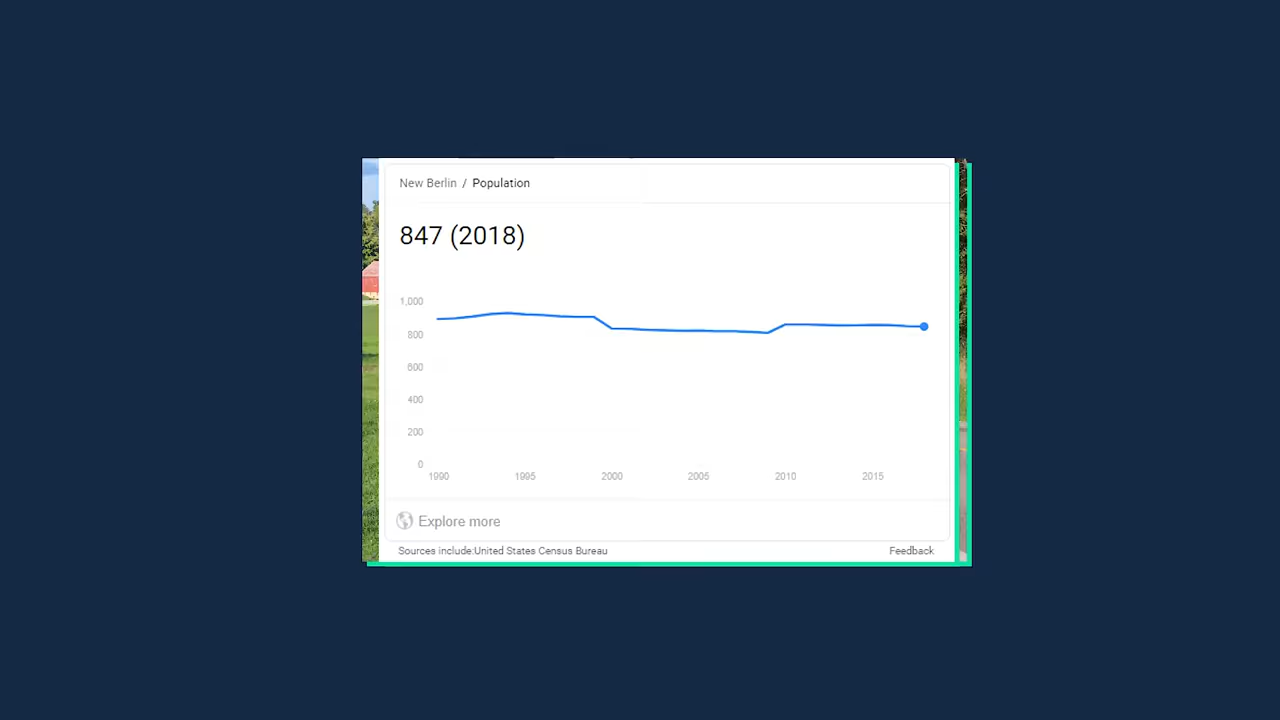 New Berlin / Population
847 (2018)
1,000
800
600
400
200
0
1990 1995 2000 2005 2010 2015
Explore more
Sources include:United States Census Bureau Feedback